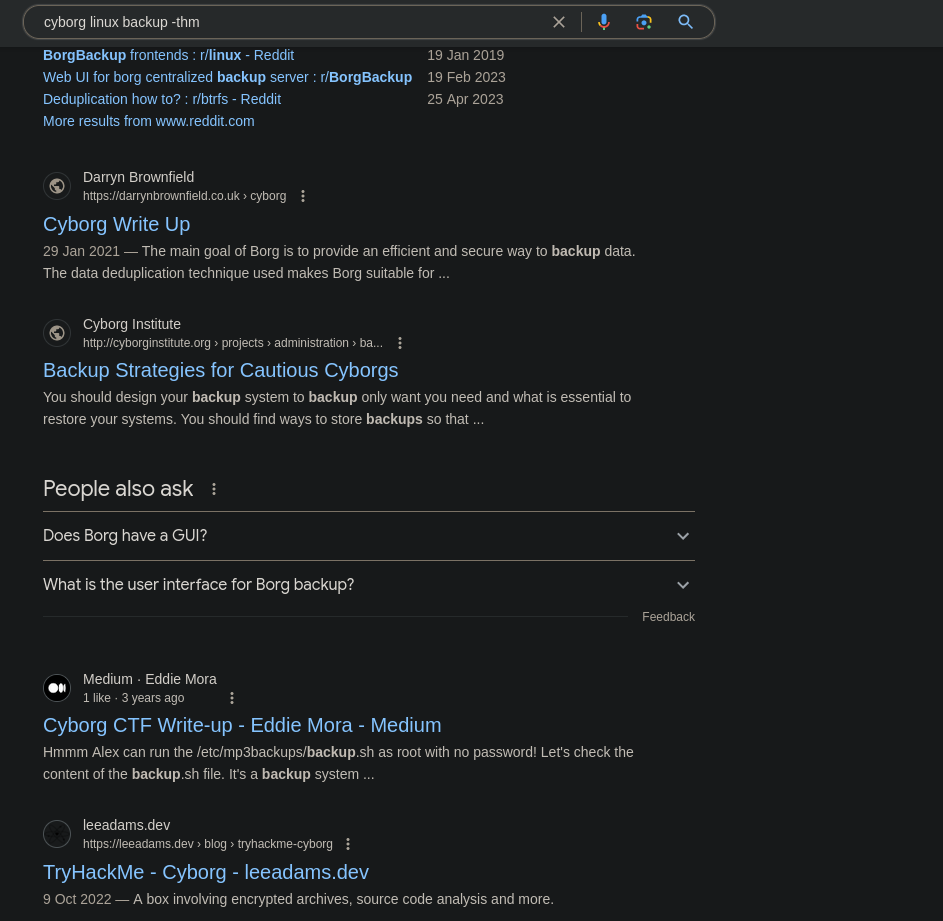 cyborg linux backup -thm
BorgBackup frontends : r/linux - Reddit 19 Jan 2019
Web UI for borg centralized backup server : r/BorgBackup 19 Feb 2023
Deduplication how to? : r/btrfs - Reddit 25 Apr 2023
More results from www.reddit.com
Darryn Brownfield
https://darrynbrownfield.co.uk › cyborg
Cyborg Write Up
29 Jan 2021 — The main goal of Borg is to provide an efficient and secure way to backup data.
The data deduplication technique used makes Borg suitable for ...
Cyborg Institute
http://cyborginstitute.org › projects › administration › ba...
Backup Strategies for Cautious Cyborgs
You should design your backup system to backup only want you need and what is essential to
restore your systems. You should find ways to store backups so that ...
People also ask
Does Borg have a GUI?
What is the user interface for Borg backup?
Feedback
Medium · Eddie Mora
1 like · 3 years ago
Cyborg CTF Write-up - Eddie Mora - Medium
Hmmm Alex can run the /etc/mp3backups/backup.sh as root with no password! Let's check the
content of the backup.sh file. It's a backup system ...
leeadams.dev
https://leeadams.dev › blog › tryhackme-cyborg
TryHackMe - Cyborg - leeadams.dev
9 Oct 2022 — A box involving encrypted archives, source code analysis and more.